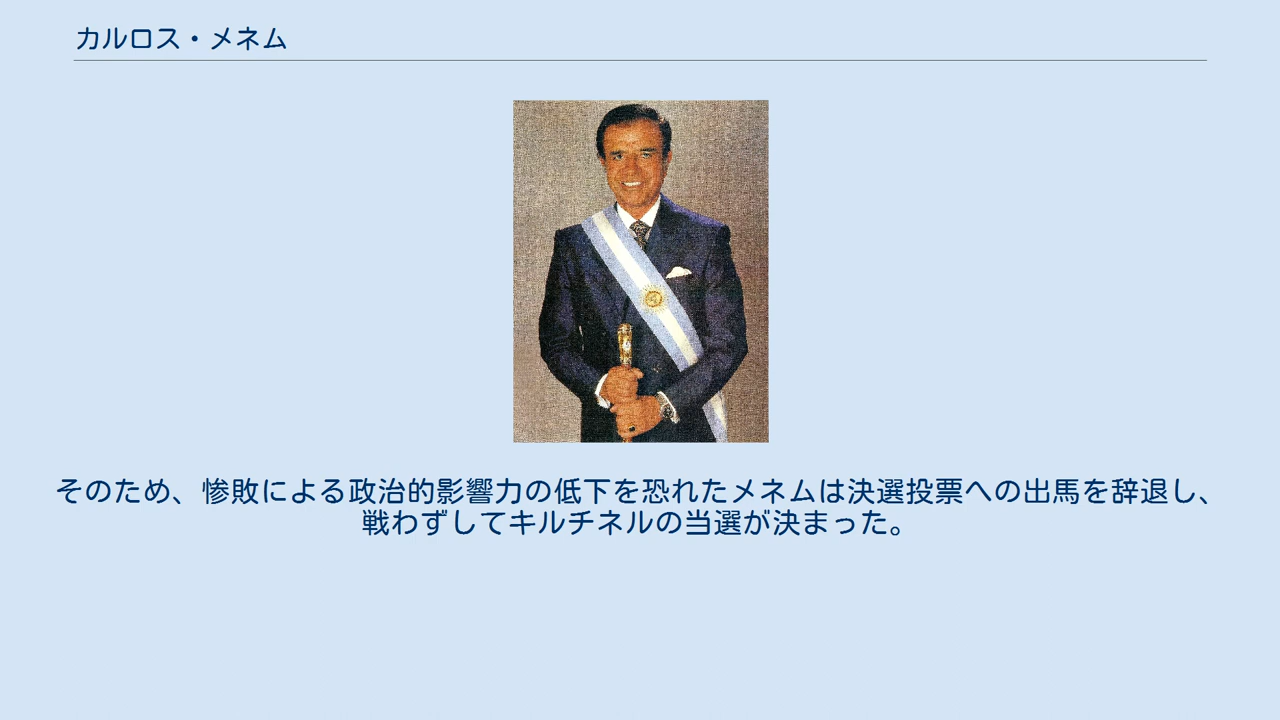 カルロス・メネム
そのため、惨敗による政治的影響力の低下を恐れたメネムは決選投票への出馬を辞退し、
戦わずしてキルチネルの当選が決まった。